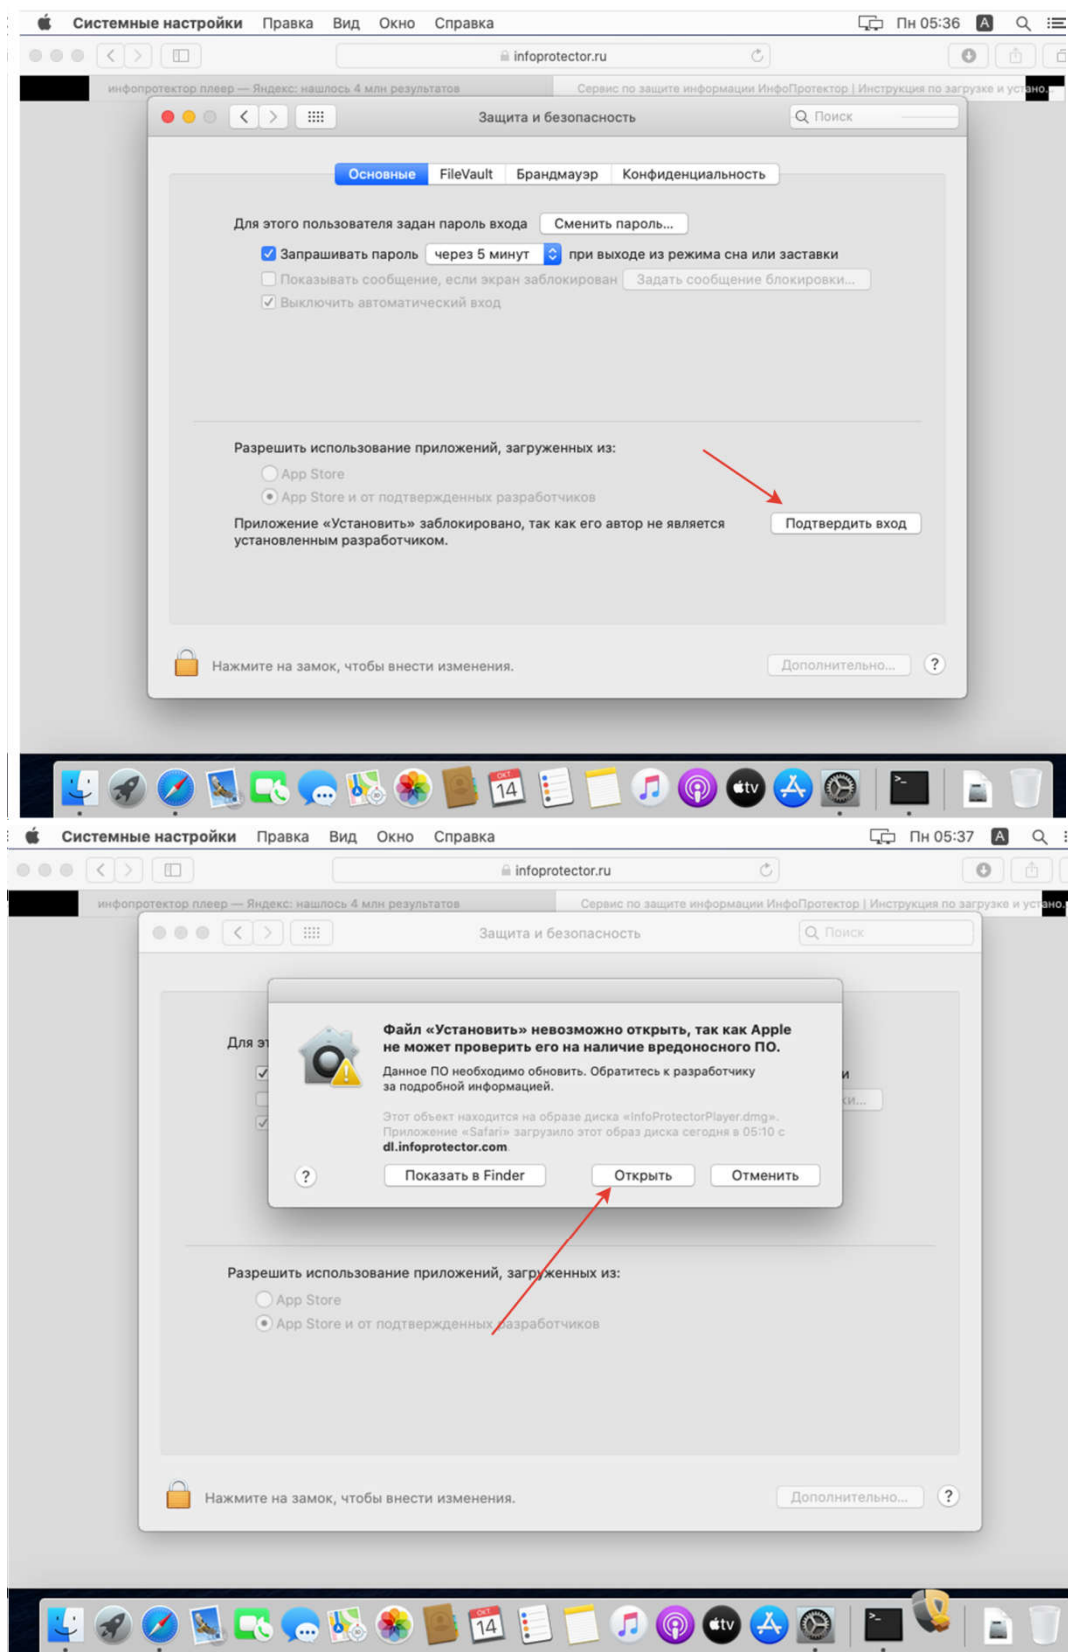 Системные настройки Правка Вид Окно Справка Пн 05:36 A
infoprotector.ru
инфопротектор плеер — Яндекс: нашлось 4 млн результатов Сервис по защите информации ИнфоПротектор | Инструкция по загрузке и устано...
Защита и безопасность Поиск
Основные FileVault Брандмауэр Конфиденциальность
Для этого пользователя задан пароль входа Сменить пароль...
Запрашивать пароль через 5 минут при выходе из режима сна или заставки
Показывать сообщение, если экран заблокирован Задать сообщение блокировки...
Выключить автоматический вход
Разрешить использование приложений, загруженных из:
App Store
App Store и от подтвержденных разработчиков
Приложение «Установить» заблокировано, так как его автор не является Подтвердить вход
установленным разработчиком.
Нажмите на замок, чтобы внести изменения. Дополнительно... ?
ОКТ
14
tv
Системные настройки Правка Вид Окно Справка Пн 05:37 A
infoprotector.ru
инфопротектор плеер — Яндекс: нашлось 4 млн результатов Сервис по защите информации ИнфоПротектор | Инструкция по загрузке и устано...
Защита и безопасность Поиск
Файл «Установить» невозможно открыть, так как Apple
не может проверить его на наличие вредоносного ПО.
Для эт
Данное ПО необходимо обновить. Обратитесь к разработчику
за подробной информацией.
и
ки...
Этот объект находится на образе диска «InfoProtectorPlayer.dmg».
Приложение «Safari» загрузило этот образ диска сегодня в 05:10 с
dl.infoprotector.com.
? Показать в Finder Открыть Отменить
Разрешить использование приложений, загруженных из:
App Store
App Store и от подтвержденных разработчиков
Нажмите на замок, чтобы внести изменения. Дополнительно... ?
ОКТ
14
tv